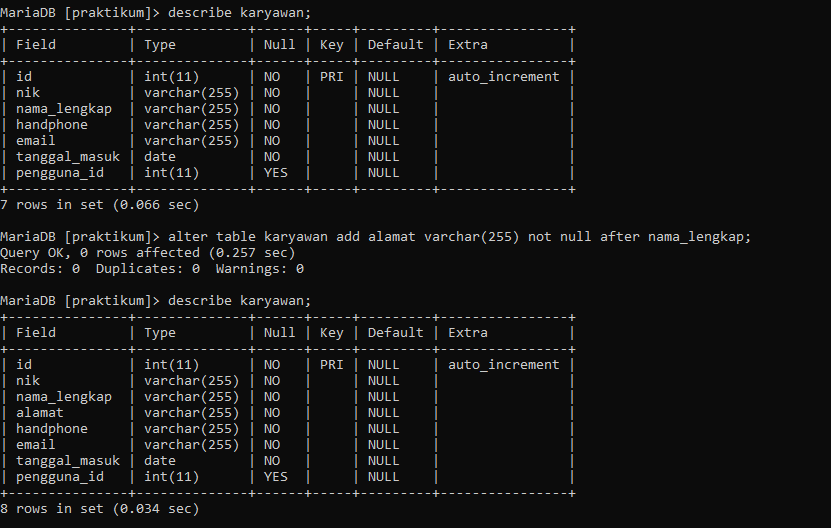 MariaDB [praktikum]> describe karyawan;
+---------------+--------------+------+-----+---------+----------------+
| Field         | Type         | Null | Key | Default | Extra          |
+---------------+--------------+------+-----+---------+----------------+
| id            | int(11)      | NO   | PRI | NULL    | auto_increment |
| nik           | varchar(255) | NO   |     | NULL    |                |
| nama_lengkap  | varchar(255) | NO   |     | NULL    |                |
| handphone     | varchar(255) | NO   |     | NULL    |                |
| email         | varchar(255) | NO   |     | NULL    |                |
| tanggal_masuk | date         | NO   |     | NULL    |                |
| pengguna_id   | int(11)      | YES  |     | NULL    |                |
+---------------+--------------+------+-----+---------+----------------+
7 rows in set (0.066 sec)

MariaDB [praktikum]> alter table karyawan add alamat varchar(255) not null after nama_lengkap;
Query OK, 0 rows affected (0.257 sec)
Records: 0  Duplicates: 0  Warnings: 0

MariaDB [praktikum]> describe karyawan;
+---------------+--------------+------+-----+---------+----------------+
| Field         | Type         | Null | Key | Default | Extra          |
+---------------+--------------+------+-----+---------+----------------+
| id            | int(11)      | NO   | PRI | NULL    | auto_increment |
| nik           | varchar(255) | NO   |     | NULL    |                |
| nama_lengkap  | varchar(255) | NO   |     | NULL    |                |
| alamat        | varchar(255) | NO   |     | NULL    |                |
| handphone     | varchar(255) | NO   |     | NULL    |                |
| email         | varchar(255) | NO   |     | NULL    |                |
| tanggal_masuk | date         | NO   |     | NULL    |                |
| pengguna_id   | int(11)      | YES  |     | NULL    |                |
+---------------+--------------+------+-----+---------+----------------+
8 rows in set (0.034 sec)